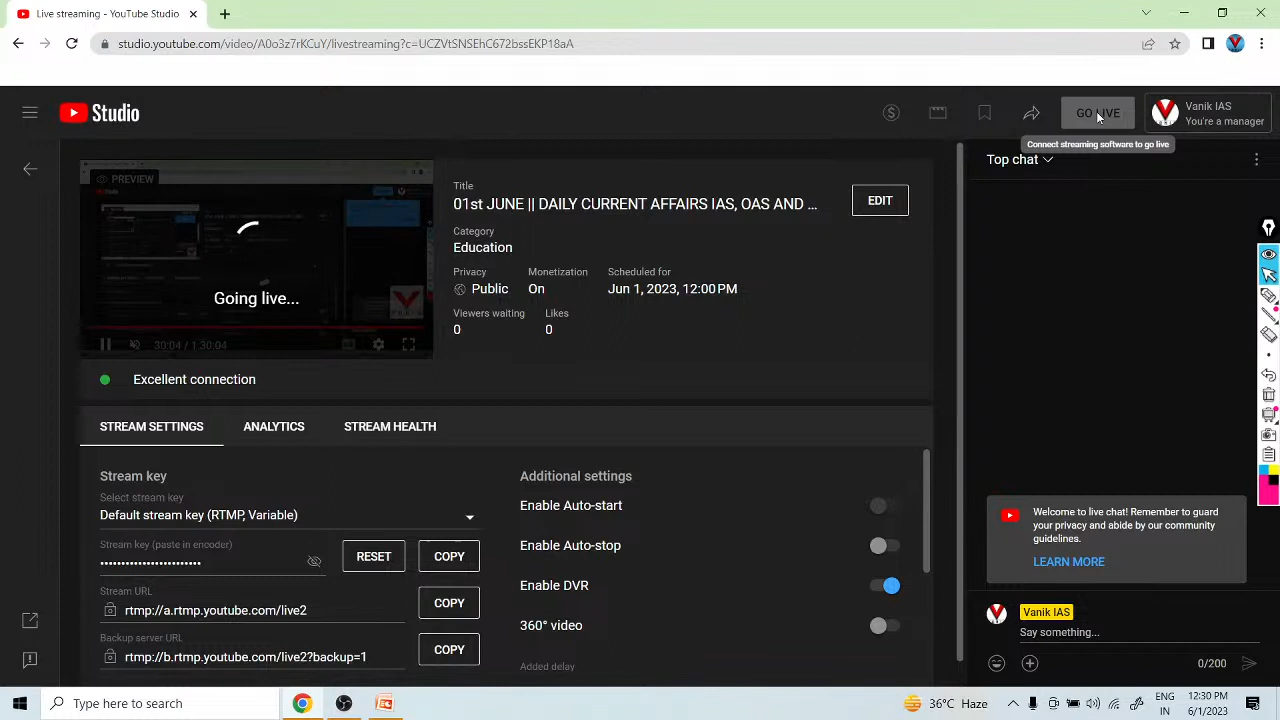 Live streaming - YouTube Studio
studio.youtube.com/video/A0o3z7rKCuY/livestreaming?c=UCZVtSNSEhC672bssEKP18aA
Studio
GO LIVE
Vanik IAS
You're a manager
Connect streaming software to go live
Top chat
PREVIEW
Going live...
30:04 / 1:30:04
Title
01st JUNE || DAILY CURRENT AFFAIRS IAS, OAS AND ...
EDIT
Category
Education
Privacy
Monetization
Scheduled for
Public
On
Jun 1, 2023, 12:00 PM
Viewers waiting
Likes
0
0
Excellent connection
STREAM SETTINGS
ANALYTICS
STREAM HEALTH
Stream key
Select stream key
Default stream key (RTMP, Variable)
Stream key (paste in encoder)
RESET
COPY
Stream URL
rtmp://a.rtmp.youtube.com/live2
COPY
Backup server URL
rtmp://b.rtmp.youtube.com/live2?backup=1
COPY
Additional settings
Enable Auto-start
Enable Auto-stop
Enable DVR
360° video
Added delay
Welcome to live chat! Remember to guard
your privacy and abide by our community
guidelines.
LEARN MORE
Vanik IAS
Say something...
0/200
Type here to search
36°C Haze
ENG
IN
12:30 PM
6/1/2023